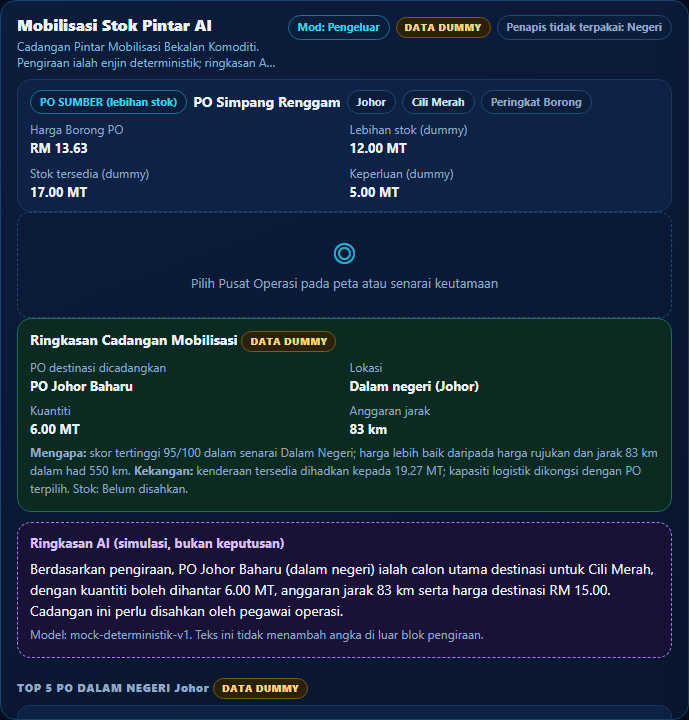 Mobilisasi Stok Pintar AI
Mod: Pengeluar
DATA DUMMY
Penapis tidak terpakai: Negeri
Cadangan Pintar Mobilisasi Bekalan Komoditi.
Pengiraan ialah enjin deterministik; ringkasan A...
PO SUMBER (lebihan stok)
PO Simpang Renggam
Johor
Cili Merah
Peringkat Borong
Harga Borong PO
RM 13.63
Lebihan stok (dummy)
12.00 MT
Stok tersedia (dummy)
17.00 MT
Keperluan (dummy)
5.00 MT
Pilih Pusat Operasi pada peta atau senarai keutamaan
Ringkasan Cadangan Mobilisasi
DATA DUMMY
PO destinasi dicadangkan
PO Johor Baharu
Lokasi
Dalam negeri (Johor)
Kuantiti
6.00 MT
Anggaran jarak
83 km
Mengapa: skor tertinggi 95/100 dalam senarai Dalam Negeri; harga lebih baik daripada harga rujukan dan jarak 83 km
dalam had 550 km. Kekangan: kenderaan tersedia dihadkan kepada 19.27 MT; kapasiti logistik dikongsi dengan PO
terpilih. Stok: Belum disahkan.
Ringkasan AI (simulasi, bukan keputusan)
Berdasarkan pengiraan, PO Johor Baharu (dalam negeri) ialah calon utama destinasi untuk Cili Merah,
dengan kuantiti boleh dihantar 6.00 MT, anggaran jarak 83 km serta harga destinasi RM 15.00.
Cadangan ini perlu disahkan oleh pegawai operasi.
Model: mock-deterministik-v1. Teks ini tidak menambah angka di luar blok pengiraan.
TOP 5 PO DALAM NEGERI Johor
DATA DUMMY